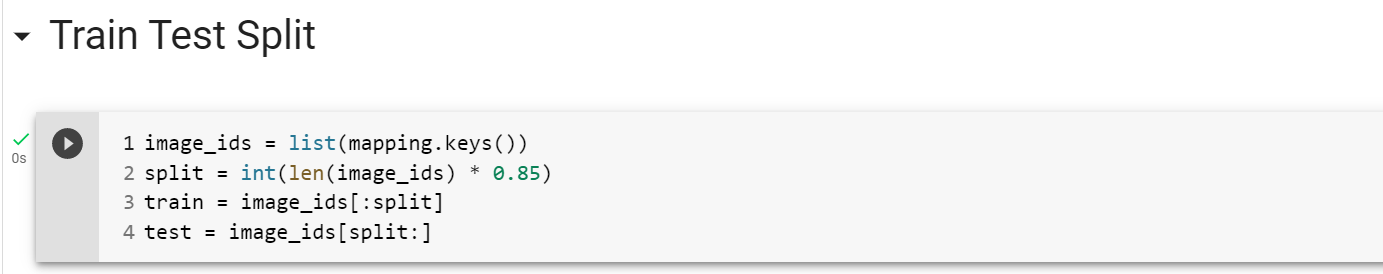 Train Test Split
0s
1 image_ids = list(mapping.keys())
2 split = int(len(image_ids) * 0.85)
3 train = image_ids[:split]
4 test = image_ids[split:]